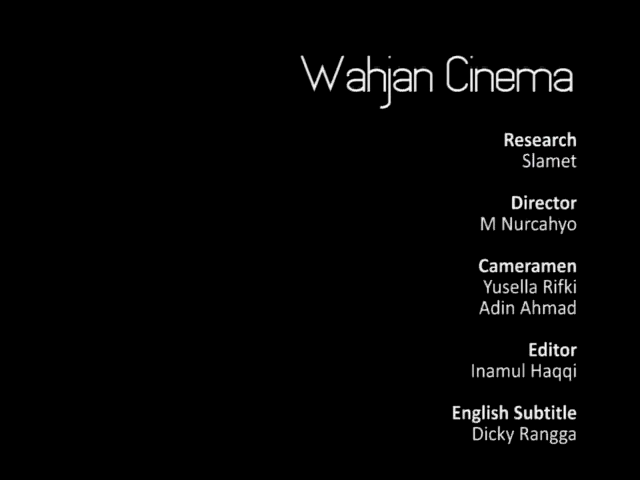 Wahjan Cinema
Research
Slamet
Director
M Nurcahyo
Cameramen
Yusella Rifki
Adin Ahmad
Editor
Inamul Haqqi
English Subtitle
Dicky Rangga